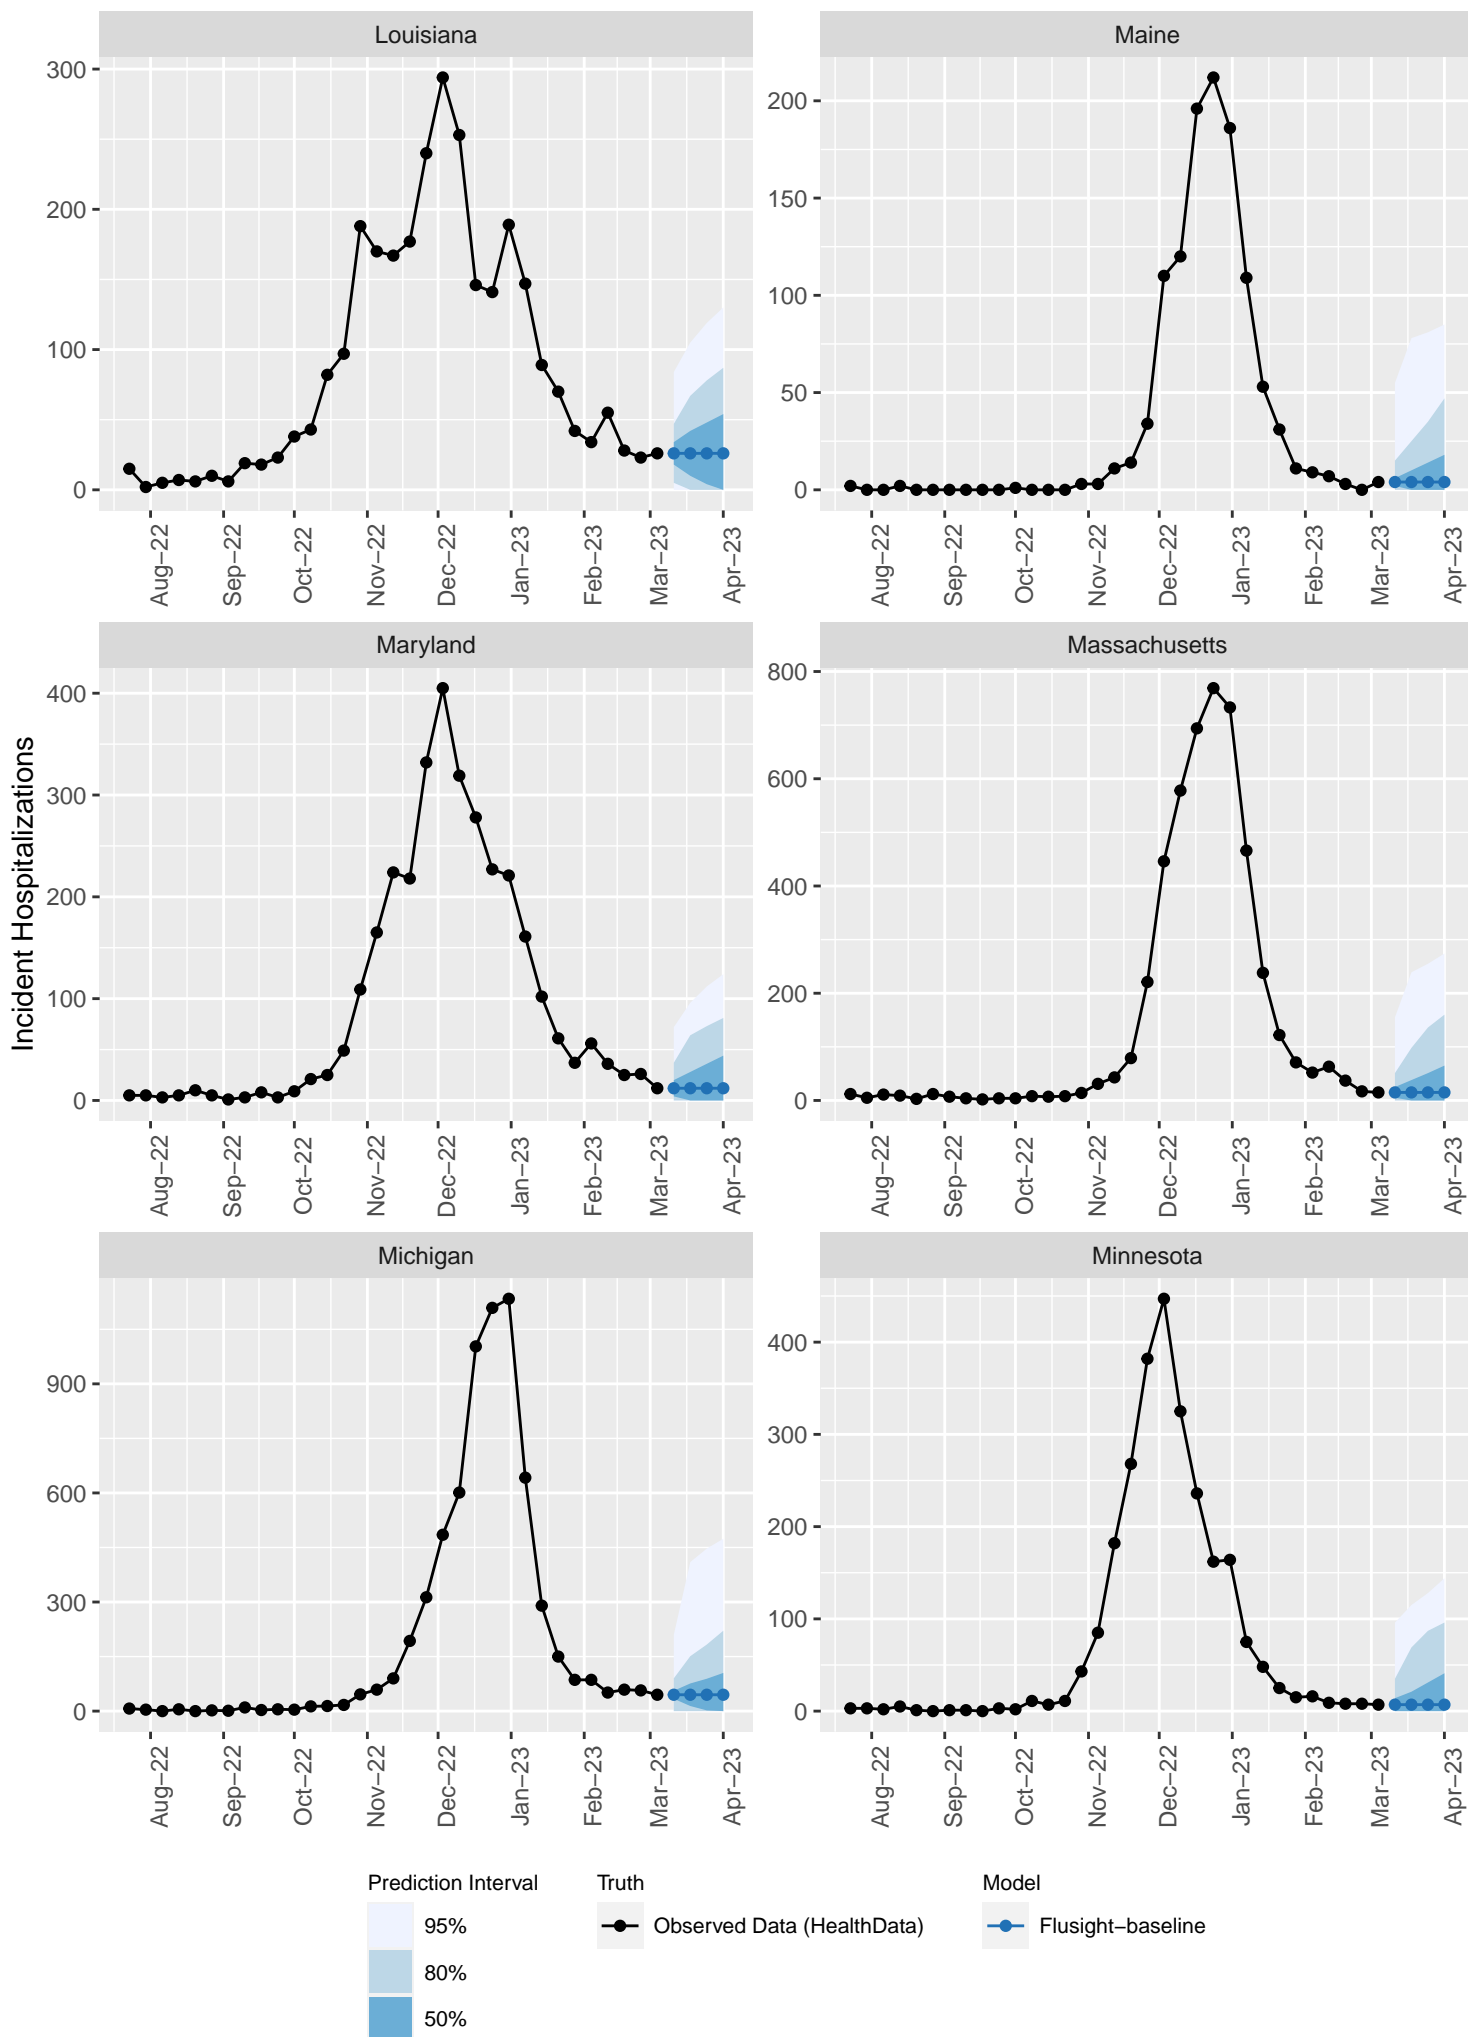 Louisiana
Maine
300
200
100
0
200
150
100
50
0
Aug−22
Sep−22
Oct−22
Nov−22
Dec−22
Jan−23
Feb−23
Mar−23
Apr−23
Aug−22
Sep−22
Oct−22
Nov−22
Dec−22
Jan−23
Feb−23
Mar−23
Apr−23
Incident Hospitalizations
Maryland
Massachusetts
400
300
200
100
0
800
600
400
200
0
Aug−22
Sep−22
Oct−22
Nov−22
Dec−22
Jan−23
Feb−23
Mar−23
Apr−23
Aug−22
Sep−22
Oct−22
Nov−22
Dec−22
Jan−23
Feb−23
Mar−23
Apr−23
Michigan
Minnesota
900
600
300
0
400
300
200
100
0
Aug−22
Sep−22
Oct−22
Nov−22
Dec−22
Jan−23
Feb−23
Mar−23
Apr−23
Aug−22
Sep−22
Oct−22
Nov−22
Dec−22
Jan−23
Feb−23
Mar−23
Apr−23
Prediction Interval
95%
80%
50%
Truth
Observed Data (HealthData)
Model
Flusight−baseline